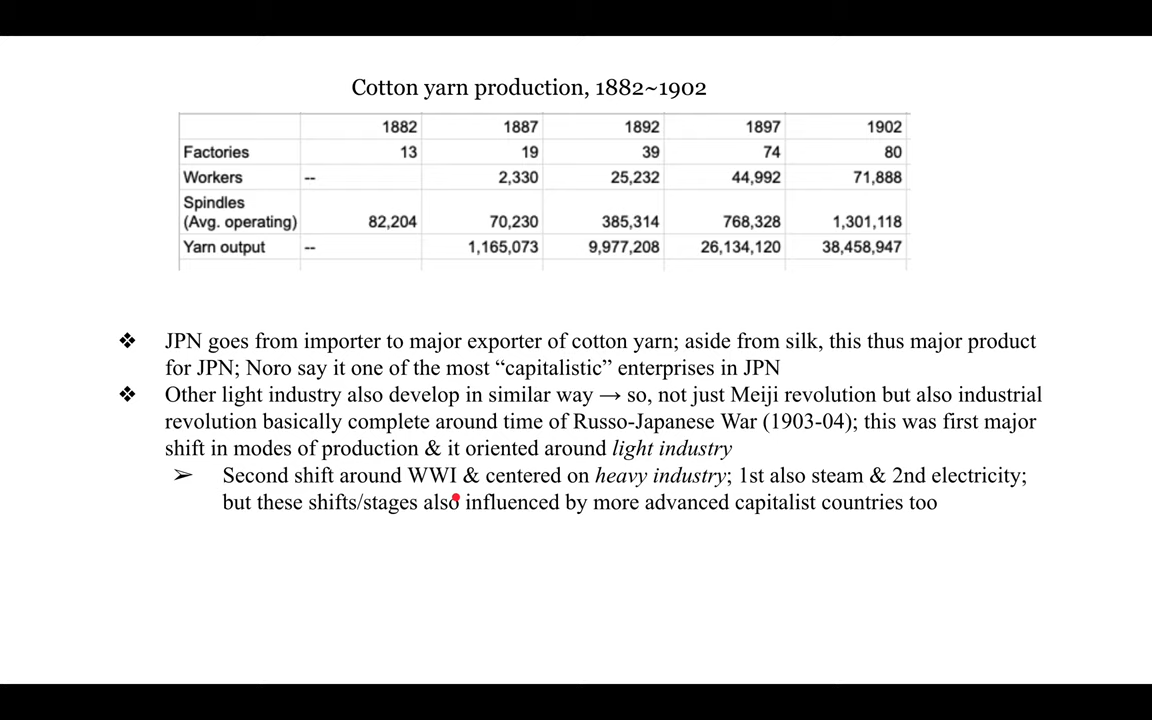 Cotton yarn production, 1882~1902
1882 1887 1892 1897 1902
Factories 13 19 39 74 80
Workers -- 2,330 25,232 44,992 71,888
Spindles
(Avg. operating) 82,204 70,230 385,314 768,328 1,301,118
Yarn output -- 1,165,073 9,977,208 26,134,120 38,458,947
❖ JPN goes from importer to major exporter of cotton yarn; aside from silk, this thus major product
for JPN; Noro say it one of the most “capitalistic” enterprises in JPN
❖ Other light industry also develop in similar way → so, not just Meiji revolution but also industrial
revolution basically complete around time of Russo-Japanese War (1903-04); this was first major
shift in modes of production & it oriented around light industry
➢ Second shift around WWI & centered on heavy industry; 1st also steam & 2nd electricity;
but these shifts/stages also influenced by more advanced capitalist countries too